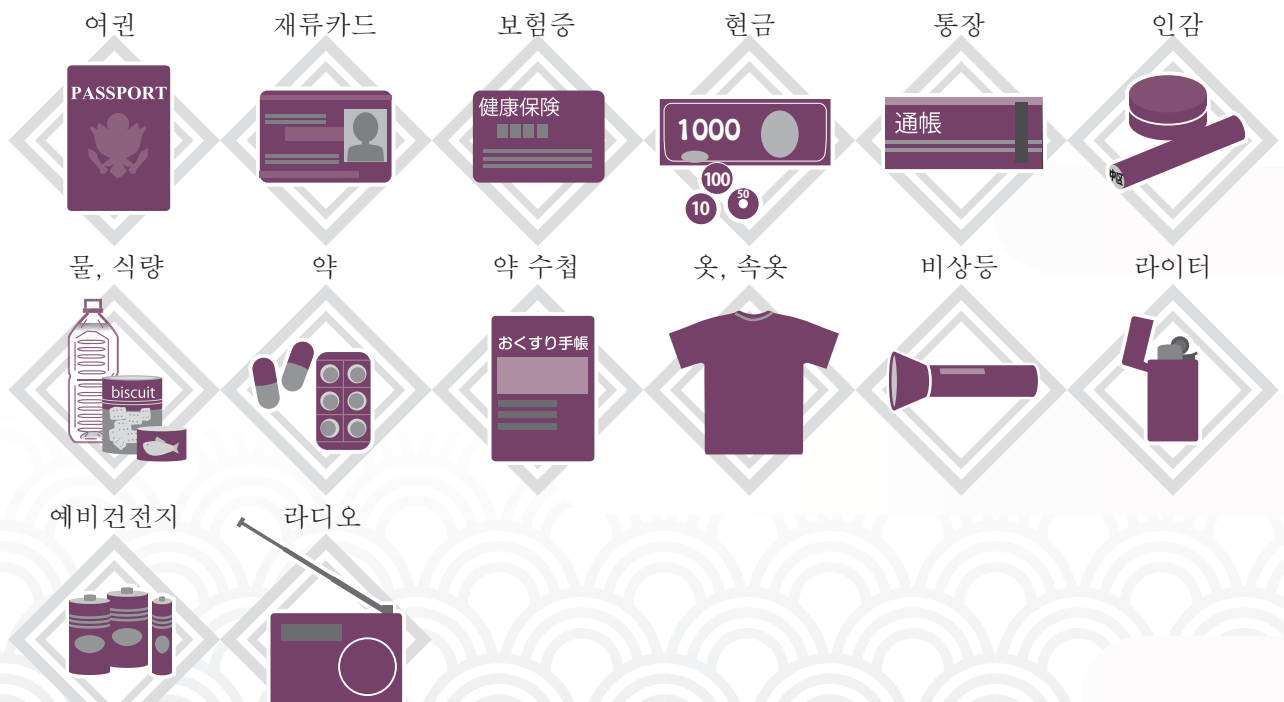 여권
재류카드
보험증
현금
통장
인감
PASSPORT
健康保険
1000
100
50
10
通帳
中区
물, 식량
약
약 수첩
옷, 속옷
비상등
라이터
biscuit
おくすり手帳
예비건전지
라디오